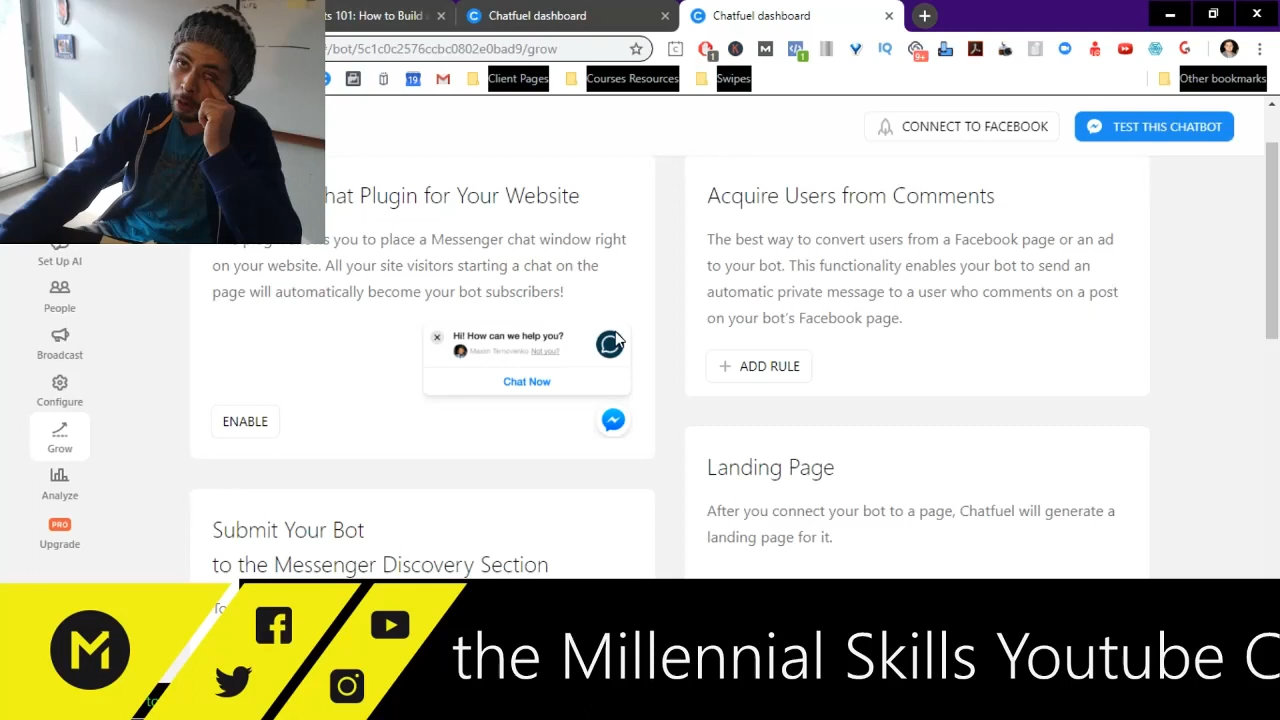 ts 101: How to Build a
Chatfuel dashboard
Chatfuel dashboard
/bot/5c1c0c2576ccbc0802e0bad9/grow
Client Pages
Courses Resources
Swipes
Other bookmarks
CONNECT TO FACEBOOK
TEST THIS CHATBOT
hat Plugin for Your Website
you to place a Messenger chat window right
on your website. All your site visitors starting a chat on the
page will automatically become your bot subscribers!
Hi! How can we help you?
Maxim Ternovenko Not you?
Chat Now
ENABLE
Acquire Users from Comments
The best way to convert users from a Facebook page or an ad
to your bot. This functionality enables your bot to send an
automatic private message to a user who comments on a post
on your bot's Facebook page.
+ ADD RULE
Landing Page
After you connect your bot to a page, Chatfuel will generate a
landing page for it.
Submit Your Bot
to the Messenger Discovery Section
Set Up AI
People
Broadcast
Configure
Grow
Analyze
PRO
Upgrade
the Millennial Skills Youtube C